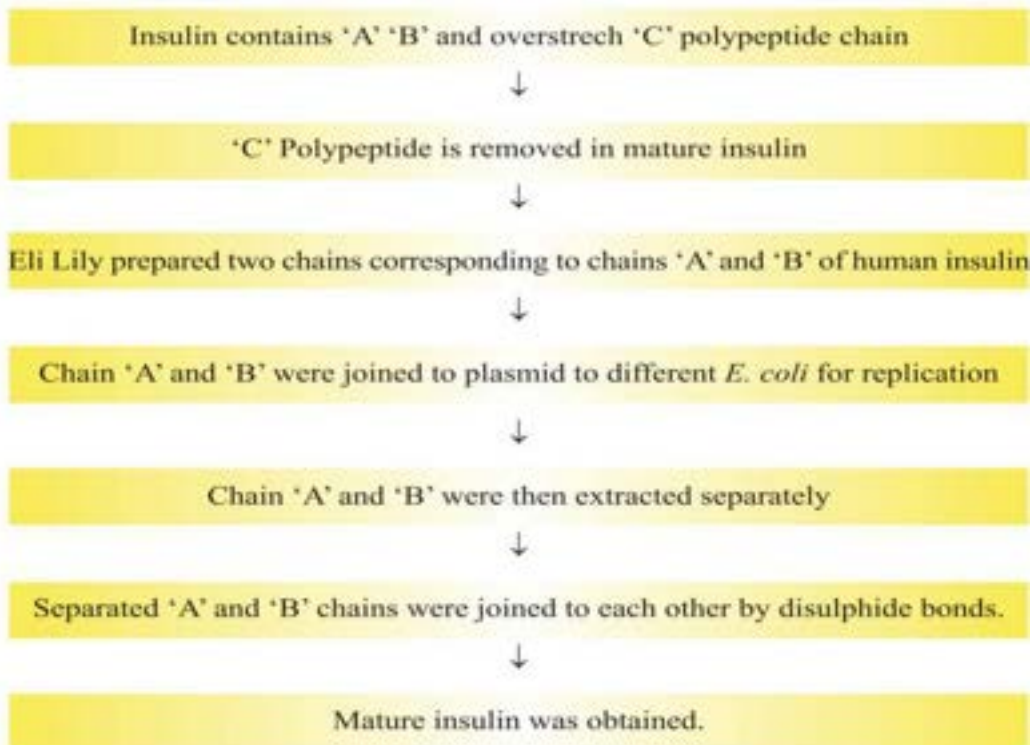 Insulin contains ‘A’ ‘B’ and overstrech ‘C’ polypeptide chain
↓
‘C’ Polypeptide is removed in mature insulin
↓
Eli Lily prepared two chains corresponding to chains ‘A’ and ‘B’ of human insulin
↓
Chain ‘A’ and ‘B’ were joined to plasmid to different E. coli for replication
↓
Chain ‘A’ and ‘B’ were then extracted separately
↓
Separated ‘A’ and ‘B’ chains were joined to each other by disulphide bonds.
↓
Mature insulin was obtained.